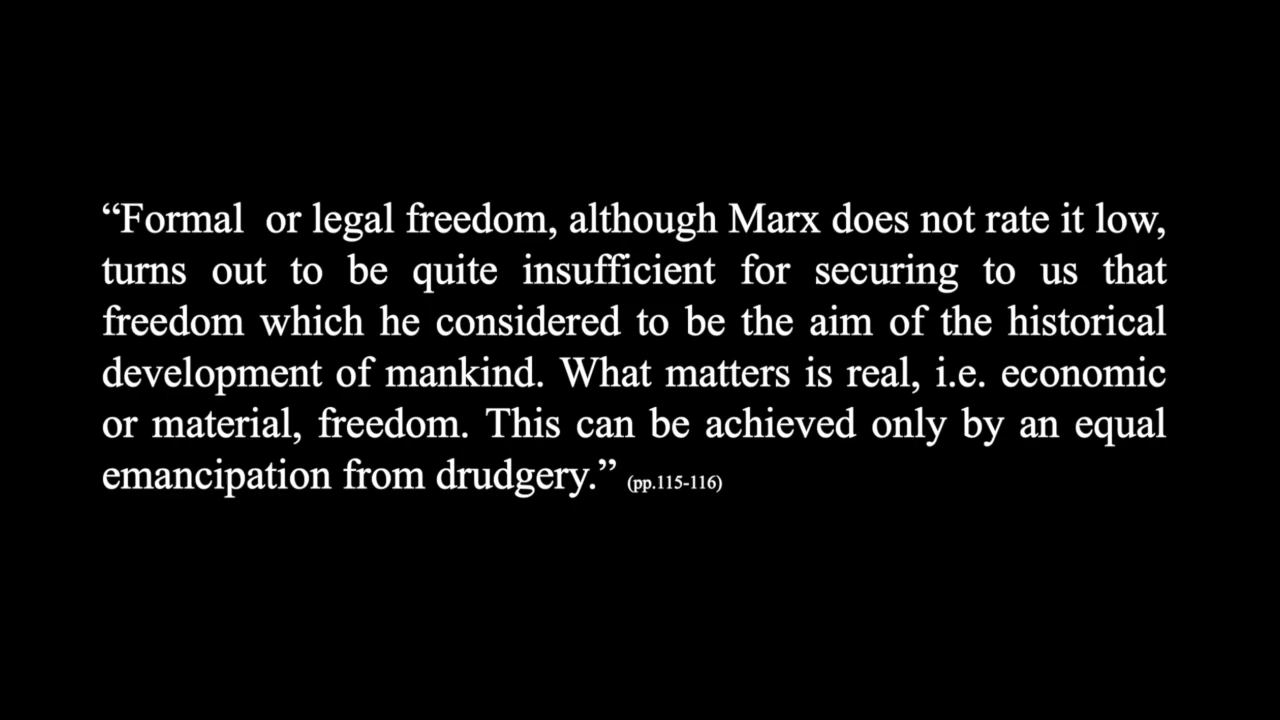 “Formal  or legal freedom, although Marx does not rate it low,
turns out to be quite insufficient for securing to us that
freedom which he considered to be the aim of the historical
development of mankind. What matters is real, i.e. economic
or material, freedom. This can be achieved only by an equal
emancipation from drudgery.” (pp.115-116)